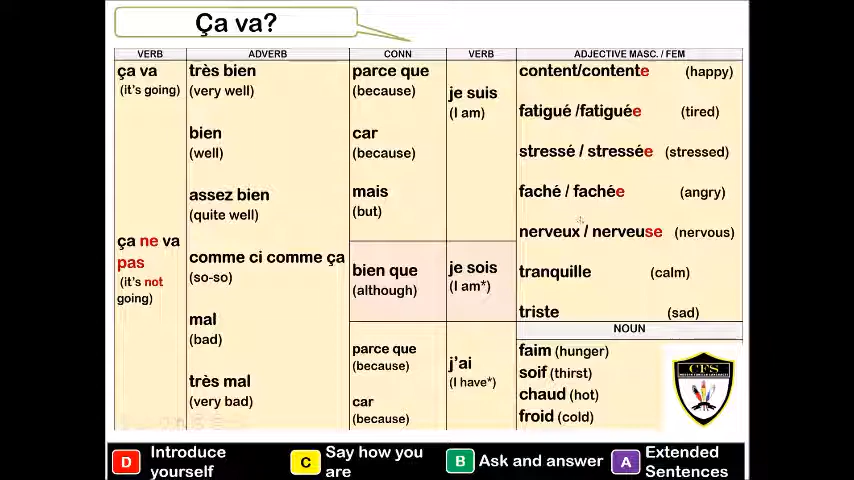 Ça va?
VERB
ADVERB
CONN
VERB
ADJECTIVE MASC. / FEM
ça va
(it's going)
ça ne va
pas
(it's not
going)
très bien
(very well)
bien
(well)
assez bien
(quite well)
comme ci comme ça
(so-so)
mal
(bad)
très mal
(very bad)
parce que
(because)
car
(because)
mais
(but)
bien que
(although)
parce que
(because)
car
(because)
je suis
(I am)
je sois
(I am*)
j'ai
(I have*)
content/contente (happy)
fatigué /fatiguée (tired)
stressé / stressée (stressed)
faché / fachée (angry)
nerveux / nerveuse (nervous)
tranquille (calm)
triste (sad)
NOUN
faim (hunger)
soif (thirst)
chaud (hot)
froid (cold)
CFS
D Introduce
yourself
C Say how you
are
B Ask and answer
A Extended
Sentences